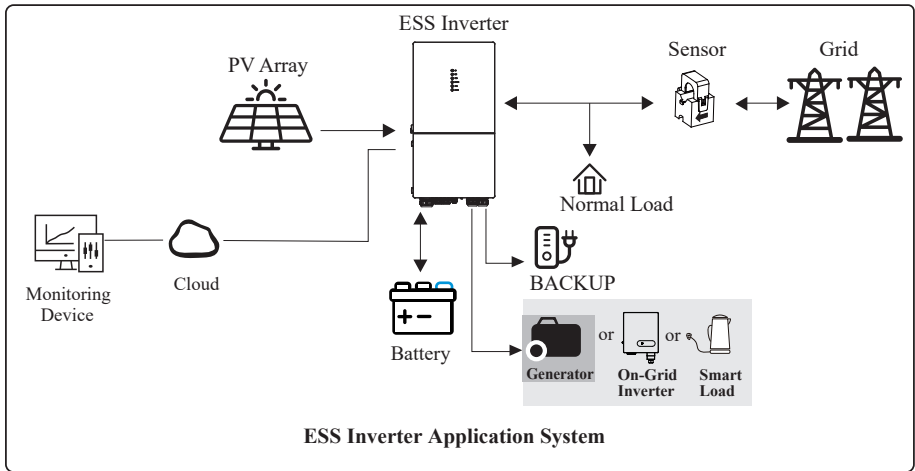 ESS Inverter
PV Array
Sensor
Grid
Normal Load
Monitoring
Device
Cloud
Battery
BACKUP
or
or
Generator
On-Grid
Inverter
Smart
Load
ESS Inverter Application System